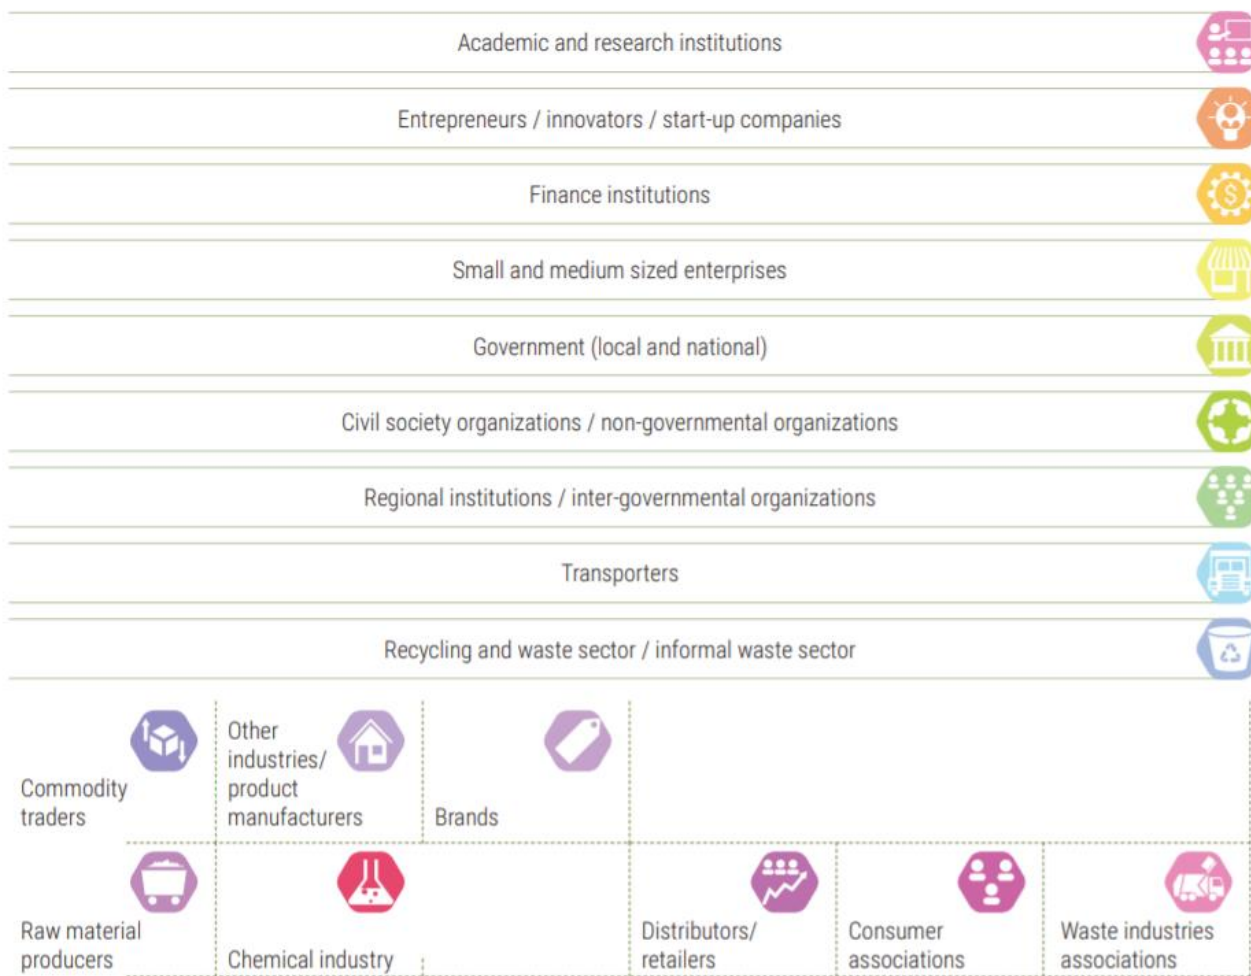 Academic and research institutions
Entrepreneurs / innovators / start-up companies
Finance institutions
Small and medium sized enterprises
Government (local and national)
Civil society organizations / non-governmental organizations
Regional institutions / inter-governmental organizations
Transporters
Recycling and waste sector / informal waste sector
Commodity
traders
Other
industries/
product
manufacturers
Brands
Raw material
producers
Chemical industry
Distributors/
retailers
Consumer
associations
Waste industries
associations